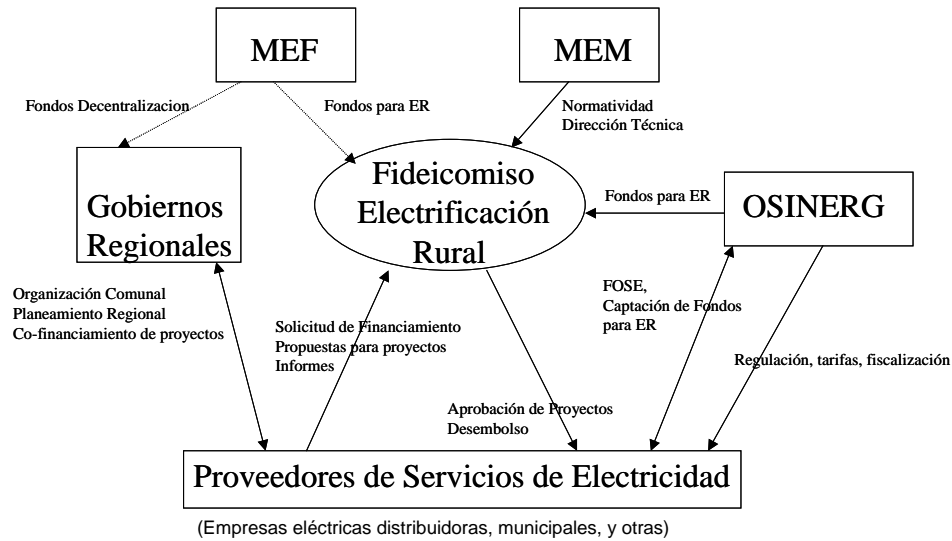 MEF
MEM
Fondos Decentralizacion
Fondos para ER
Normatividad
Dirección Técnica
Gobiernos
Regionales
Fideicomiso
Electrificación
Rural
Fondos para ER
OSINERG
Organización Comunal
Planeamiento Regional
Co-financiamiento de proyectos
Solicitud de Financiamiento
Propuestas para proyectos
Informes
FOSE,
Captación de Fondos
para ER
Regulación, tarifas, fiscalización
Aprobación de Proyectos
Desembolso
Proveedores de Servicios de Electricidad
(Empresas eléctricas distribuidoras, municipales, y otras)